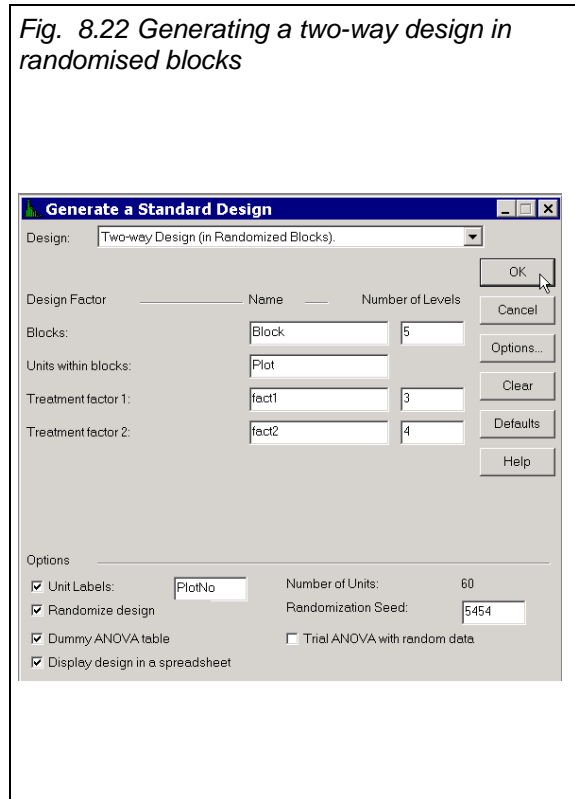 Fig. 8.22 Generating a two-way design in
randomised blocks
Generate a Standard Design
Design: Two-way Design (in Randomized Blocks).
OK
Design Factor Name Number of Levels
Cancel
Blocks: Block 5
Options...
Units within blocks: Plot
Clear
Treatment factor 1: fact1 3
Defaults
Treatment factor 2: fact2 4
Help
Options
Unit Labels: PlotNo Number of Units: 60
Randomize design Randomization Seed: 5454
Dummy ANOVA table Trial ANOVA with random data
Display design in a spreadsheet